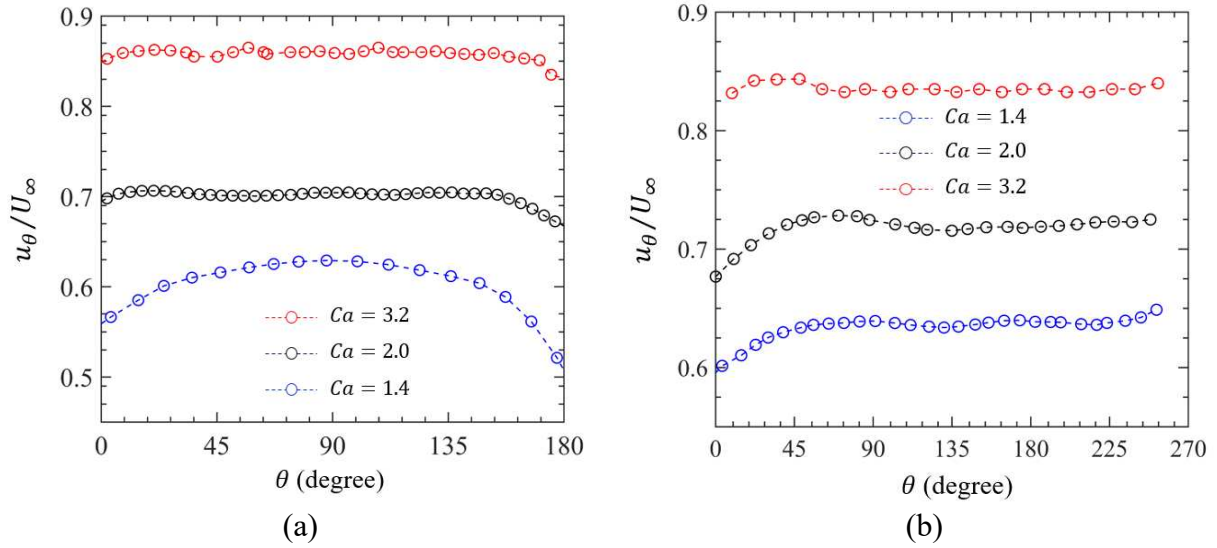 0.9
0.8
0.7
0.6
0.5
u_θ/U_∞
Ca = 3.2
Ca = 2.0
Ca = 1.4
0 45 90 135 180
θ (degree)
(a)
0.9
0.8
0.7
0.6
u_θ/U_∞
Ca = 1.4
Ca = 2.0
Ca = 3.2
0 45 90 135 180 225 270
θ (degree)
(b)